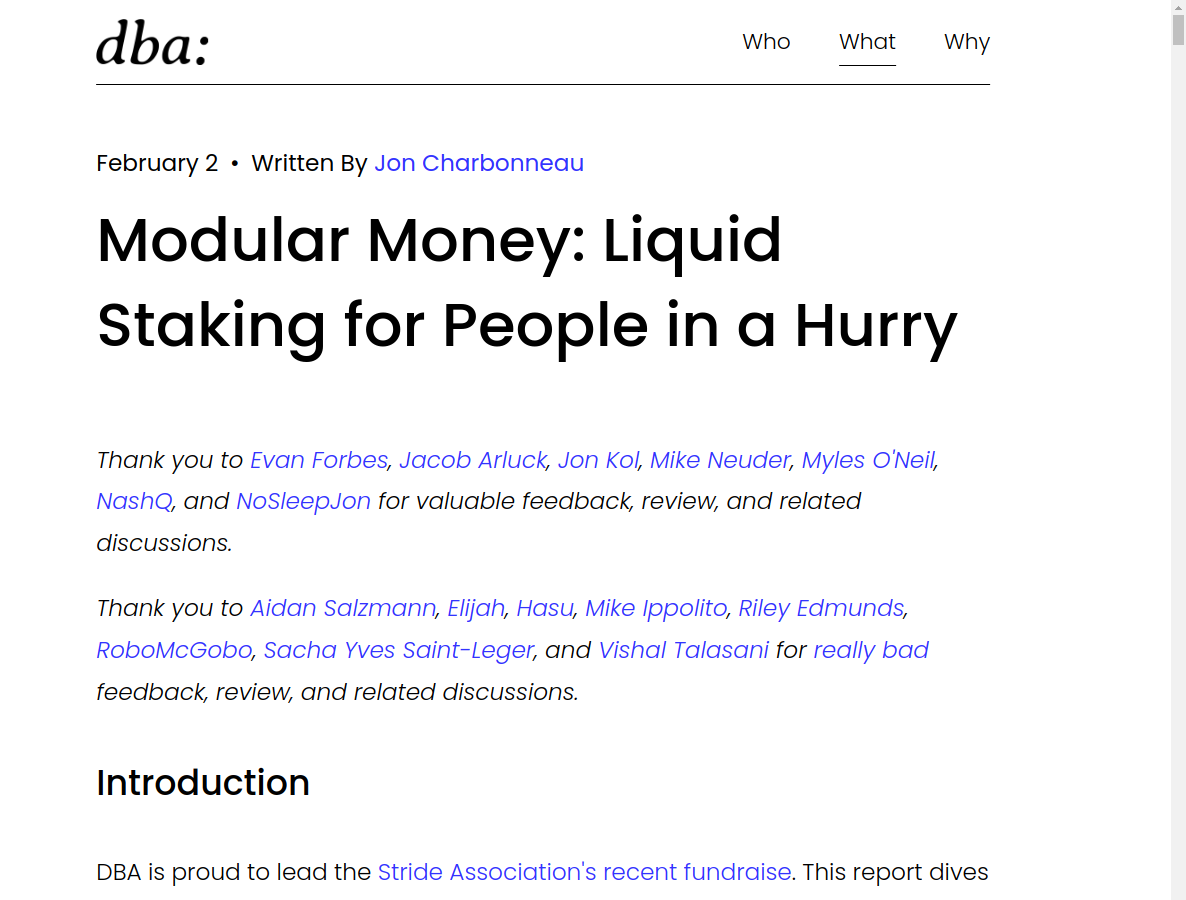 dba:
Who What Why
February 2 • Written By Jon Charbonneau
Modular Money: Liquid
Staking for People in a Hurry
Thank you to Evan Forbes, Jacob Arluck, Jon Kol, Mike Neuder, Myles O'Neil,
NashQ, and NoSleepJon for valuable feedback, review, and related
discussions.
Thank you to Aidan Salzmann, Elijah, Hasu, Mike Ippolito, Riley Edmunds,
RoboMcGobo, Sacha Yves Saint-Leger, and Vishal Talasani for really bad
feedback, review, and related discussions.
Introduction
DBA is proud to lead the Stride Association's recent fundraise. This report dives